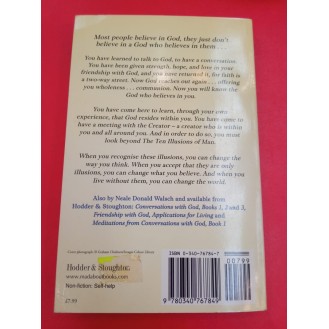 Most people believe in God, they just don't
believe in a God who believes in them . . . .
You have learned to talk to God, to have a conversation.
You have been given strength, hope, and love in your
friendship with God, and you have returned it, for faith is
a two-way street. Now God reaches out again . . . offering
you wholeness . . . communion. Now you will know the
God who believes in you.
You have come here to learn, through your own
experience, that God resides within you. You have come to
have a meeting with the Creator – a creator who is within
you and all around you. And in order to do so, you must
look beyond The Ten Illusions of Man.
When you recognise these illusions, you can change the
way you think. When you accept that they are only
illusions, you can change what you believe. And when you
live without them, you can change the world.
Also by Neale Donald Walsch and available from
Hodder & Stoughton: Conversations with God, Books 1, 2 and 3,
Friendship with God, Applications for Living and
Meditations from Conversations with God, Book 1
Hodder & Stoughton
www.madaboutbooks.com
Non-fiction: Self-help
£7.99
ISBN 0-340-76784-7
00799
9 780340 767849